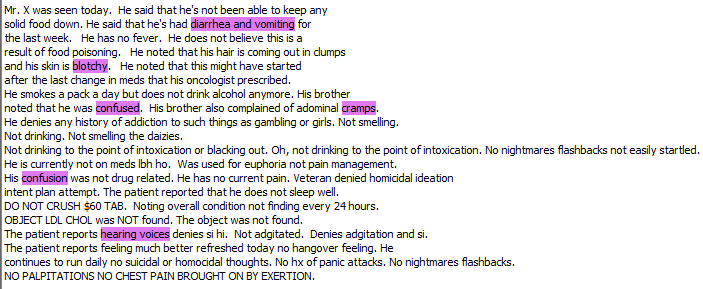 Mr. X was seen today.  He said that he's not been able to keep any
solid food down. He said that he's had diarrhea and vomiting for
the last week.  He has no fever.  He does not believe this is a
result of food poisoning.   He noted that his hair is coming out in clumps
and his skin is blotchy.   He noted that this might have started
after the last change in meds that his oncologist prescribed.
He smokes a pack a day but does not drink alcohol anymore. His brother
noted that he was confused.  His brother also complained of adominal cramps.
He denies any history of addiction to such things as gambling or girls. Not smelling.
Not drinking. Not smelling the daizies.
Not drinking to the point of intoxication or blacking out. Oh, not drinking to the point of intoxication. No nightmares flashbacks not easily startled.
He is currently not on meds lbh ho.  Was used for euphoria not pain management.
His confusion was not drug related. He has no current pain. Veteran denied homicidal ideation
intent plan attempt. The patient reported that he does not sleep well.
DO NOT CRUSH $60 TAB.  Noting overall condition not finding every 24 hours.
OBJECT LDL CHOL was NOT found. The object was not found.
The patient reports hearing voices denies si hi.  Not adgitated.  Denies adgitation and si.
The patient reports feeling much better refreshed today no hangover feeling. He
continues to run daily no suicidal or homocidal thoughts. No hx of panic attacks. No nightmares flashbacks.
NO PALPITATIONS NO CHEST PAIN BROUGHT ON BY EXERTION.